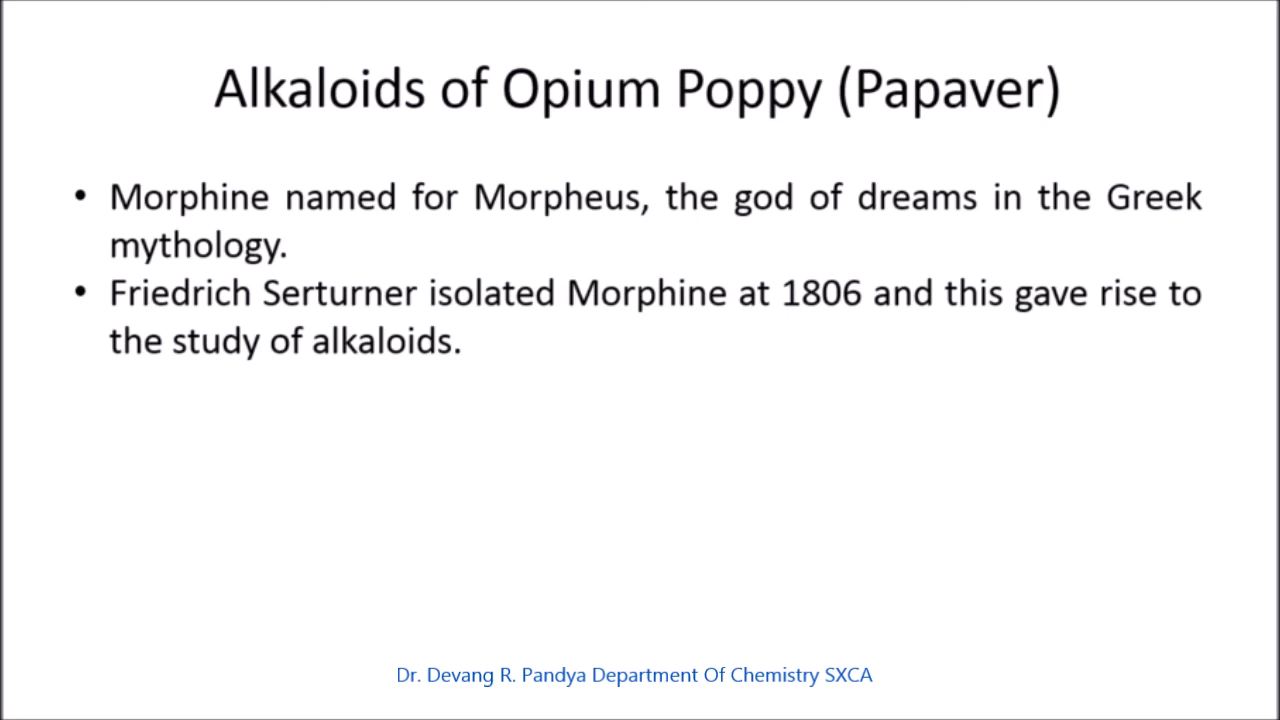 Alkaloids of Opium Poppy (Papaver)
• Morphine named for Morpheus, the god of dreams in the Greek
mythology.
• Friedrich Serturner isolated Morphine at 1806 and this gave rise to
the study of alkaloids.
Dr. Devang R. Pandya Department Of Chemistry SXCA